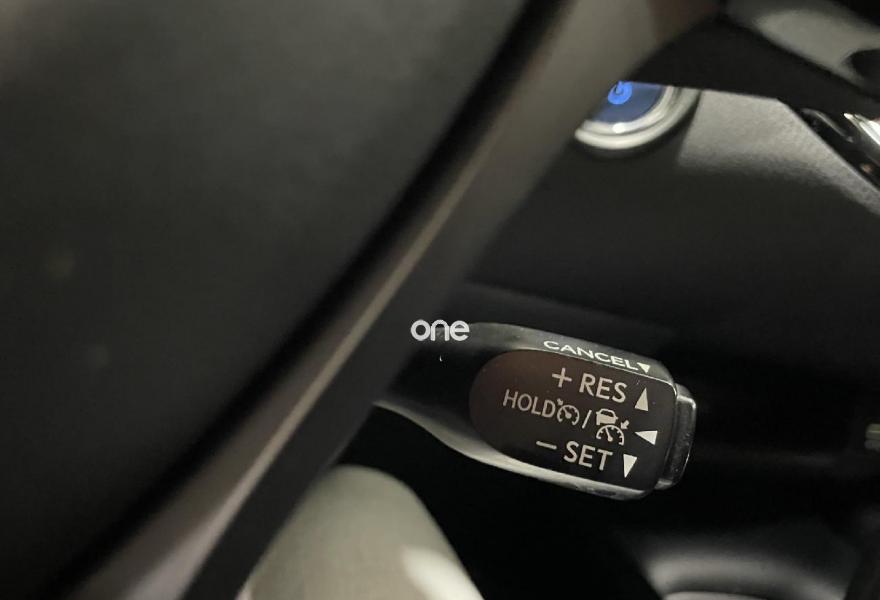 one
CANCEL▼
+ RES ▲
HOLD / ◀
− SET ▼